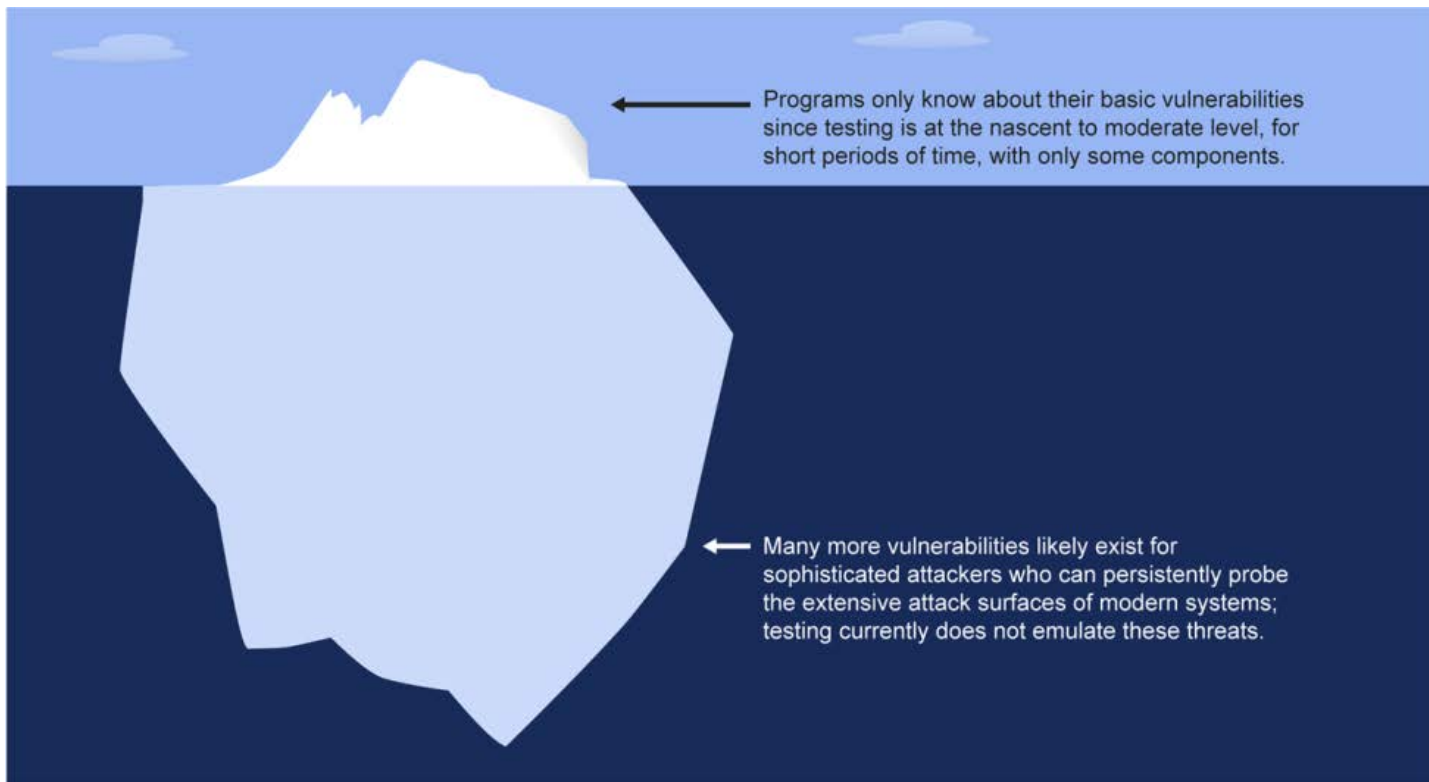 Programs only know about their basic vulnerabilities
since testing is at the nascent to moderate level, for
short periods of time, with only some components.
Many more vulnerabilities likely exist for
sophisticated attackers who can persistently probe
the extensive attack surfaces of modern systems;
testing currently does not emulate these threats.